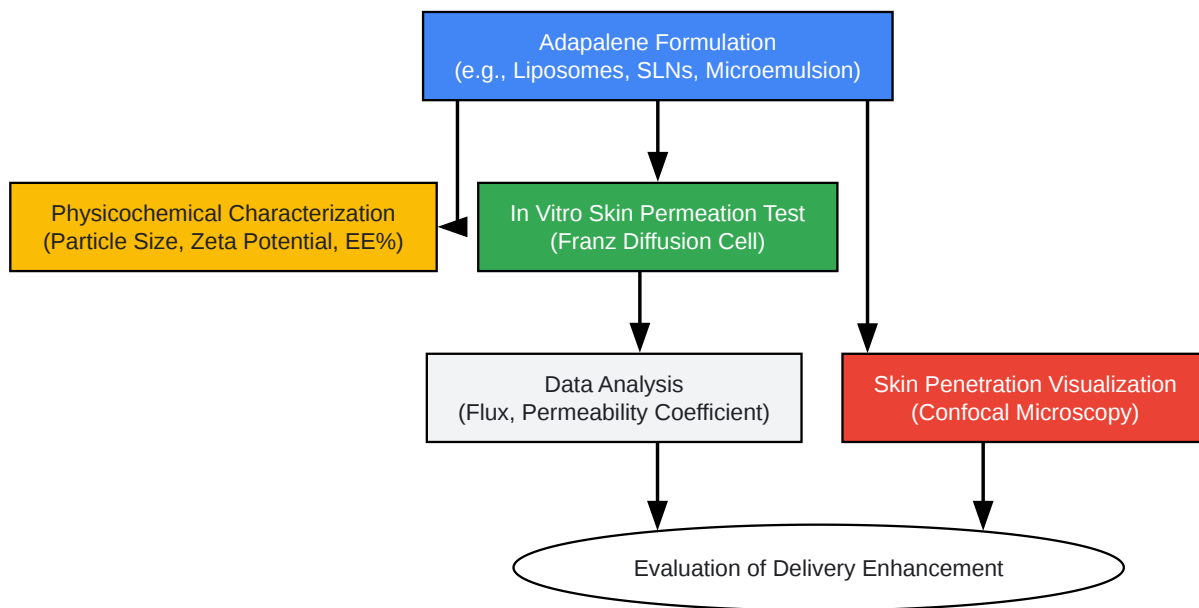 Adapalene Formulation
(e.g., Liposomes, SLNs, Microemulsion)
Physicochemical Characterization
(Particle Size, Zeta Potential, EE%)
In Vitro Skin Permeation Test
(Franz Diffusion Cell)
Data Analysis
(Flux, Permeability Coefficient)
Skin Penetration Visualization
(Confocal Microscopy)
Evaluation of Delivery Enhancement